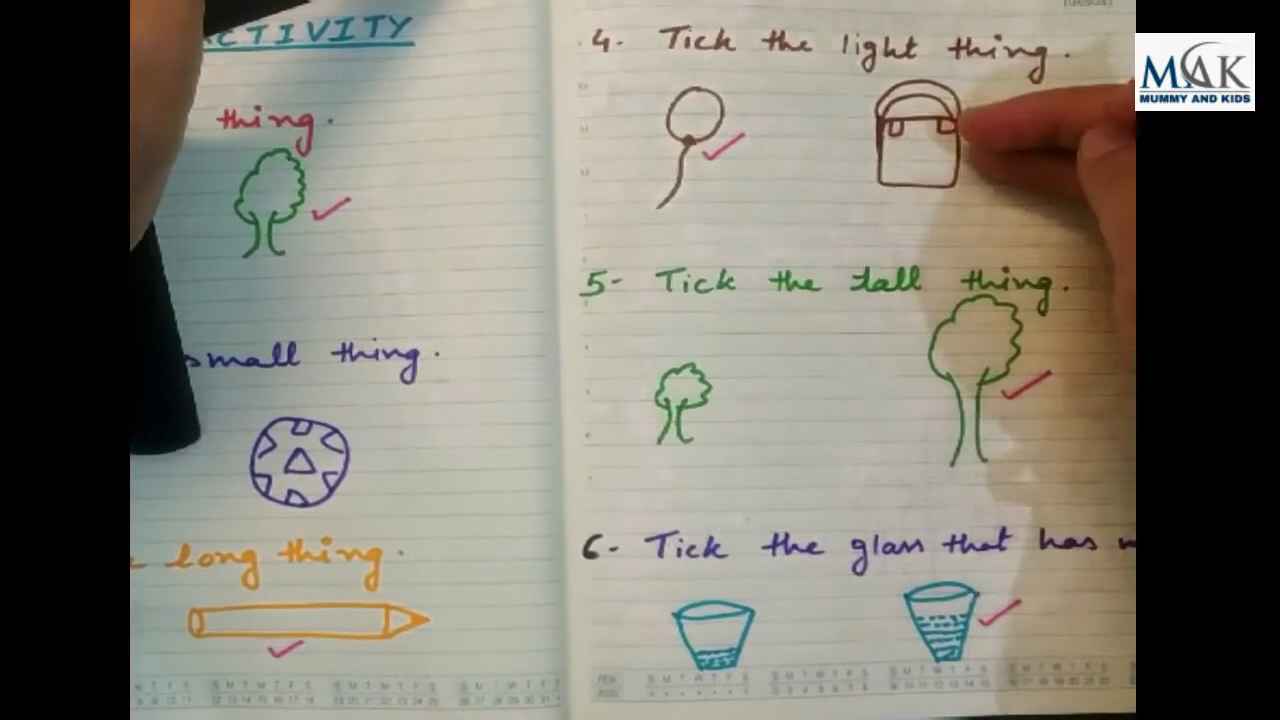 ACTIVITY
thing.
small thing.
long thing.
4- Tick the light thing.
5- Tick the tall thing.
6- Tick the glass that has
MAK
MUMMY AND KIDS